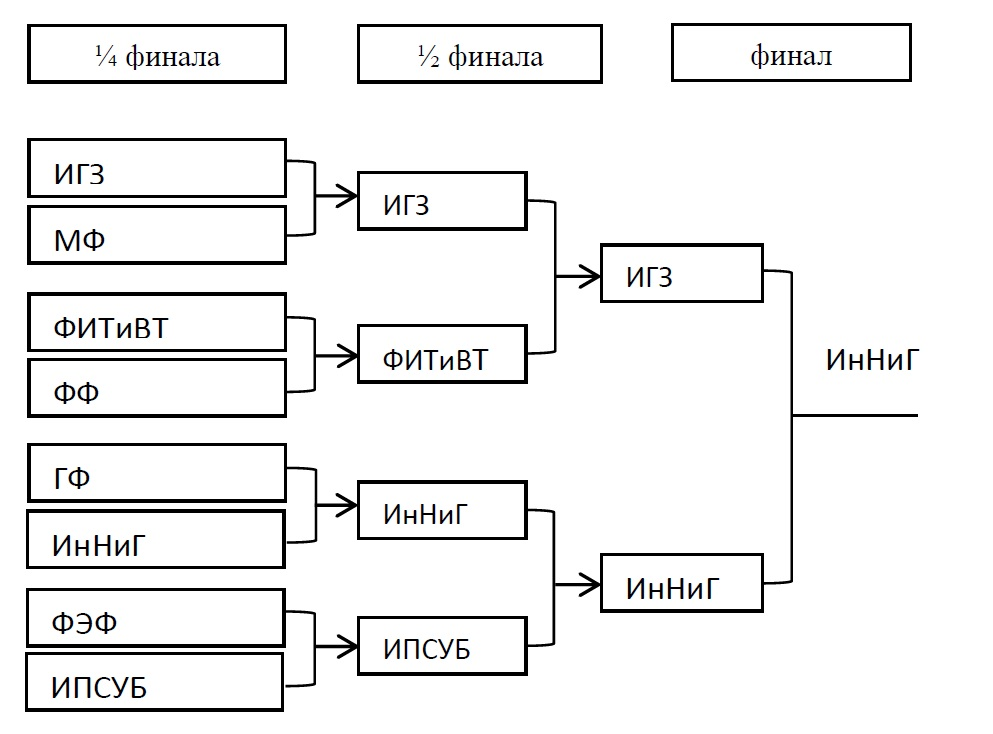 ¼ финала
½ финала
финал
ИГЗ
МФ
ФИТиВТ
ФФ
ГФ
ИнНиГ
ФЭФ
ИПСУБ
ИГЗ
ФИТиВТ
ИнНиГ
ИПСУБ
ИГЗ
ИнНиГ
ИнНиГ